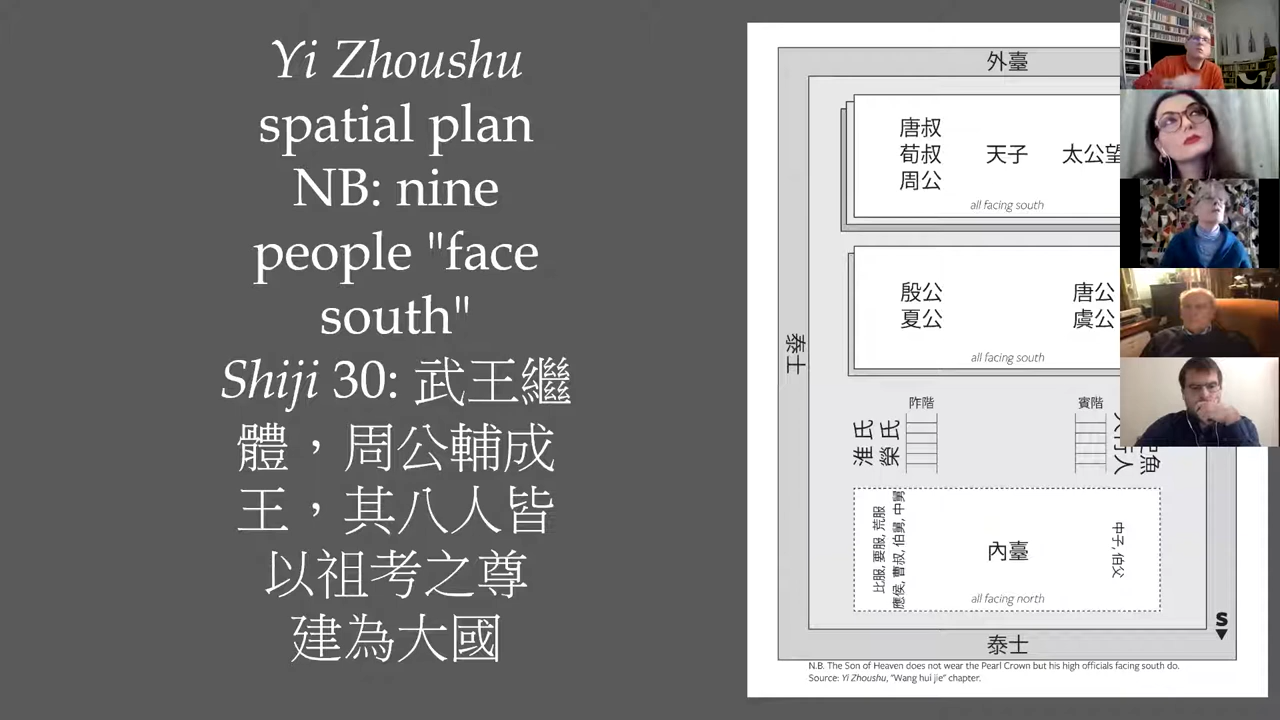 Yi Zhoushu
spatial plan
NB: nine
people "face
south"
Shiji 30: 武王繼
體，周公輔成
王，其八人皆
以祖考之尊
建為大國
外臺
唐叔
荀叔
周公
天子
太公望
all facing south
殷公
夏公
唐公
虞公
all facing south
泰士
阼階
賓階
淮氏
榮氏
比服, 要服, 荒服
應侯, 曹叔, 伯舅, 中舅
內臺
中子, 伯父
all facing north
泰士
S
N.B. The Son of Heaven does not wear the Pearl Crown but his high officials facing south do.
Source: Yi Zhoushu, "Wang hui jie" chapter.